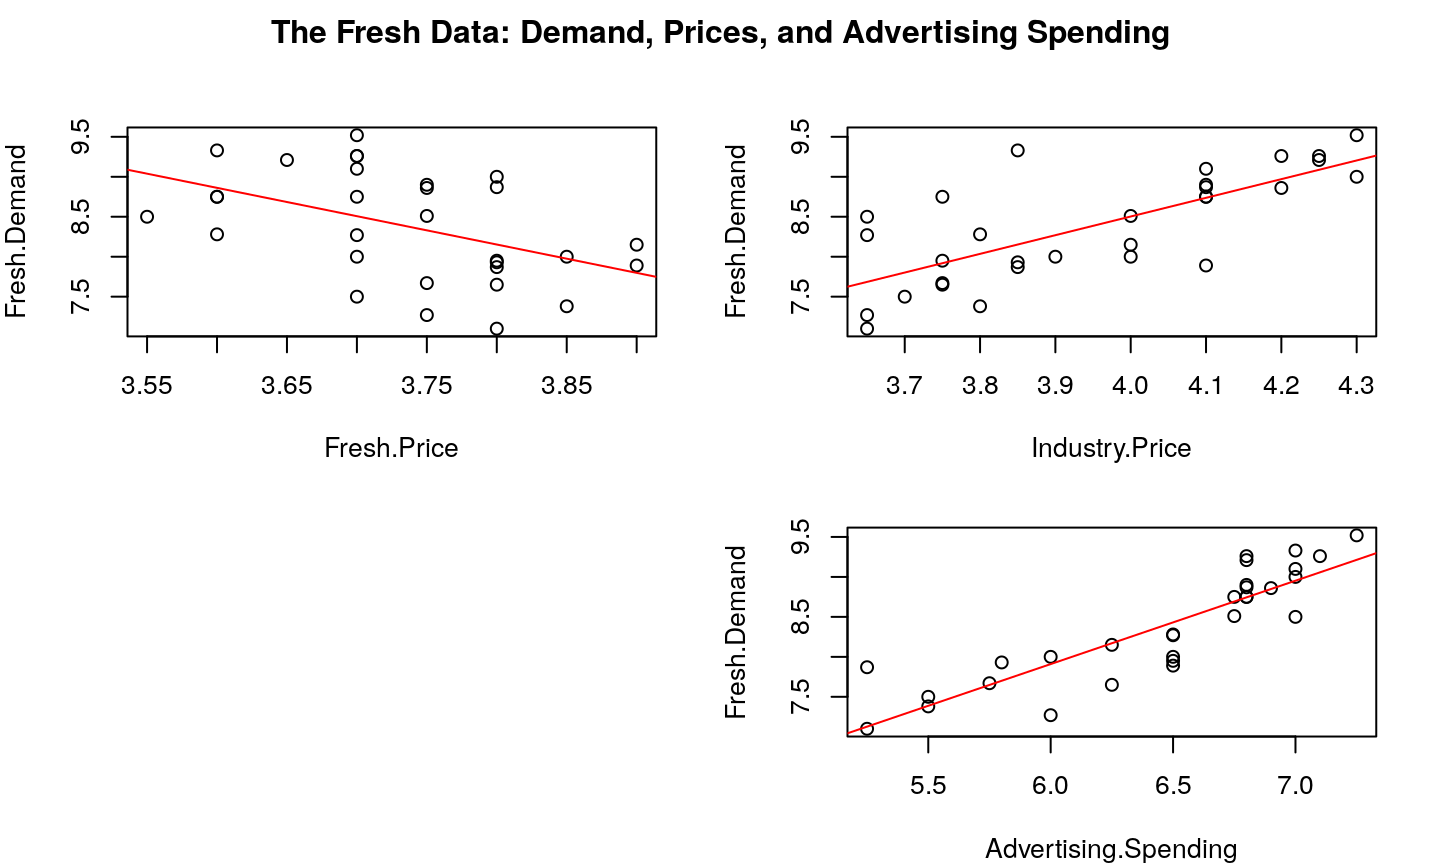 The Fresh Data: Demand, Prices, and Advertising Spending
Fresh.Demand
9.5
8.5
7.5
3.55 3.65 3.75 3.85
Fresh.Price
Fresh.Demand
9.5
8.5
7.5
3.7 3.8 3.9 4.0 4.1 4.2 4.3
Industry.Price
Fresh.Demand
9.5
8.5
7.5
5.5 6.0 6.5 7.0
Advertising.Spending